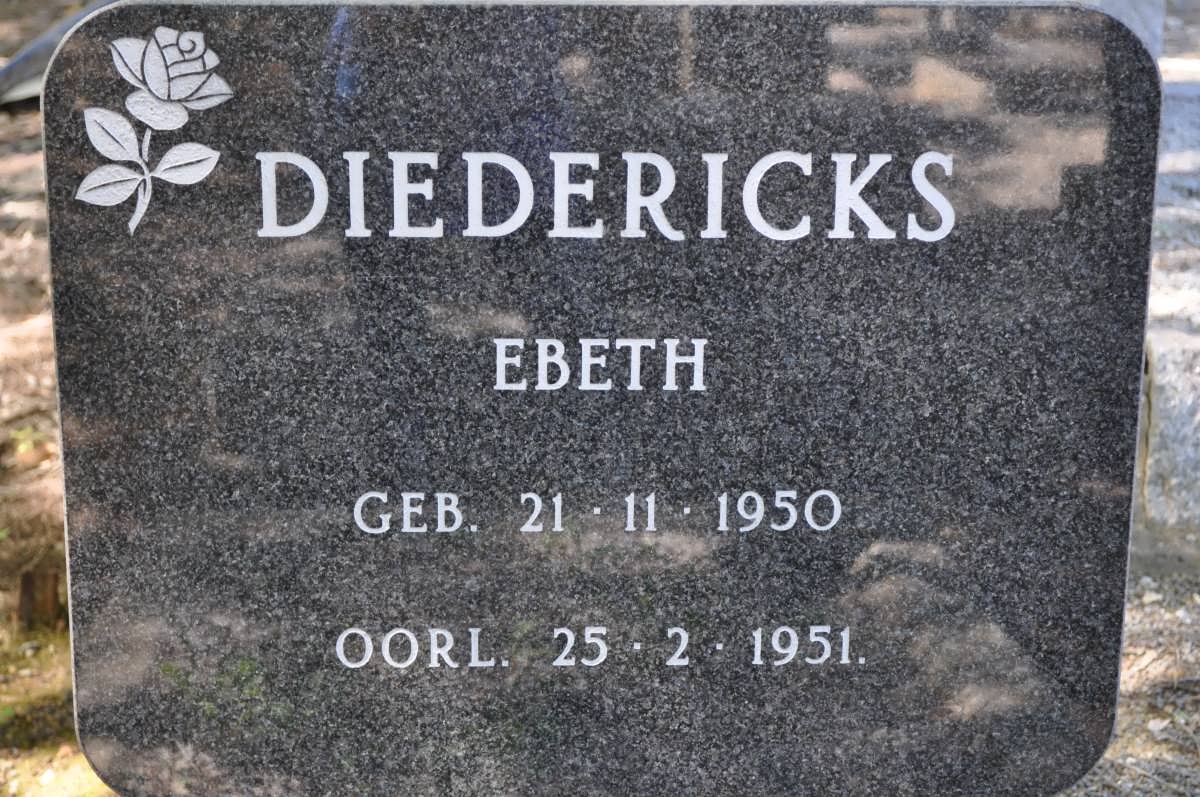 DIEDERICKS
EBETH
GEB. 21 · 11 · 1950
OORL. 25 · 2 · 1951.